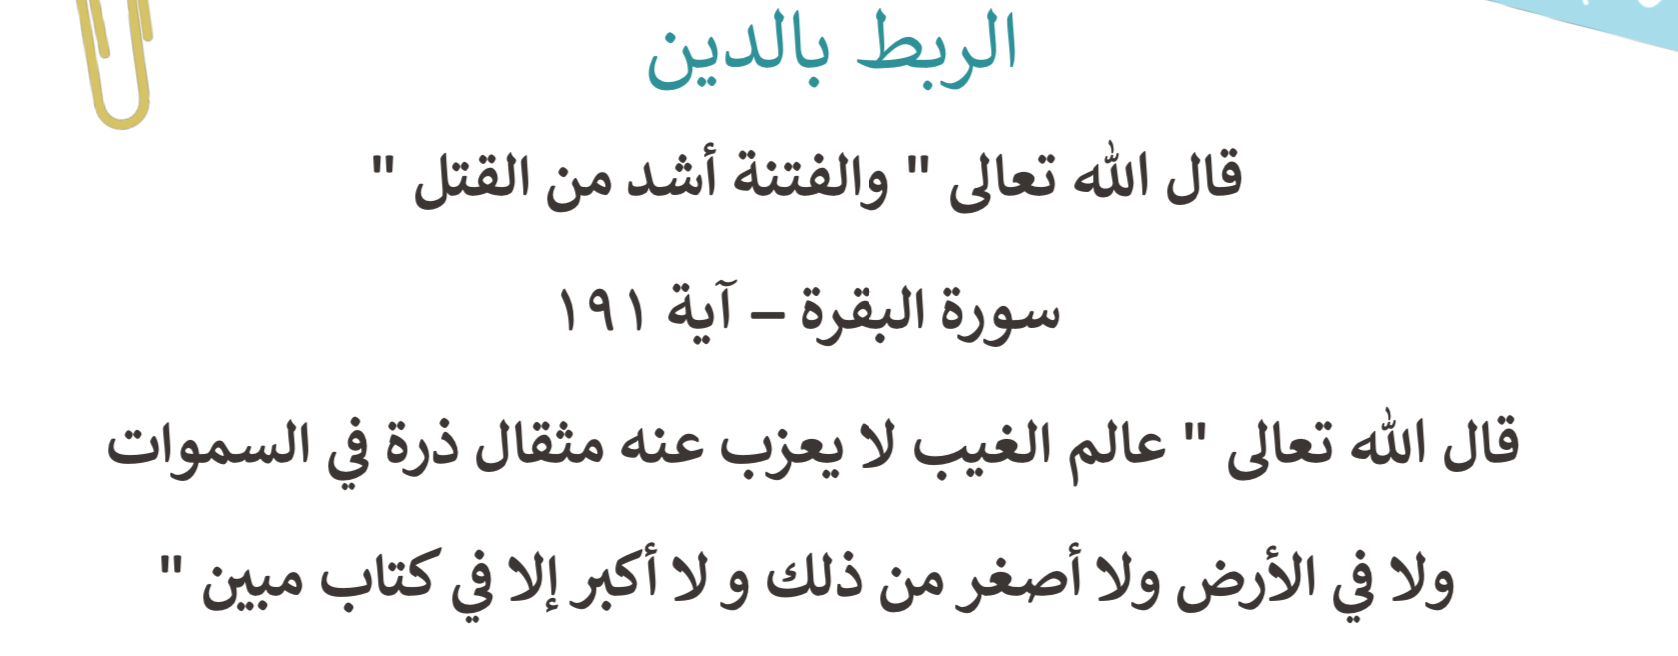 الربط بالدين
قال الله تعالى " والفتنة أشد من القتل "
سورة البقرة – آية ١٩١
قال الله تعالى " عالم الغيب لا يعزب عنه مثقال ذرة في السموات
ولا في الأرض ولا أصغر من ذلك و لا أكبر إلا في كتاب مبين "